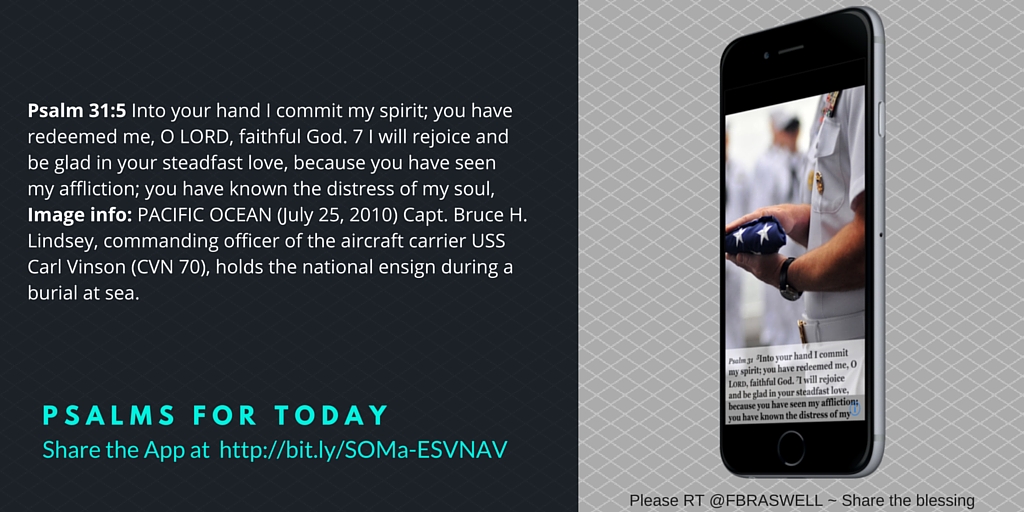 Psalm 31:5 Into your hand I commit my spirit; you have
redeemed me, O LORD, faithful God. 7 I will rejoice and
be glad in your steadfast love, because you have seen
my affliction; you have known the distress of my soul,
Image info: PACIFIC OCEAN (July 25, 2010) Capt. Bruce H.
Lindsey, commanding officer of the aircraft carrier USS
Carl Vinson (CVN 70), holds the national ensign during a
burial at sea.
PSALMS FOR TODAY
Share the App at http://bit.ly/SOMa-ESVNAV
Psalm 31 ⁵Into your hand I commit
my spirit; you have redeemed me, O
LORD, faithful God. ⁷I will rejoice
and be glad in your steadfast love,
because you have seen my affliction;
you have known the distress of my
Please RT @FBRASWELL ~ Share the blessing